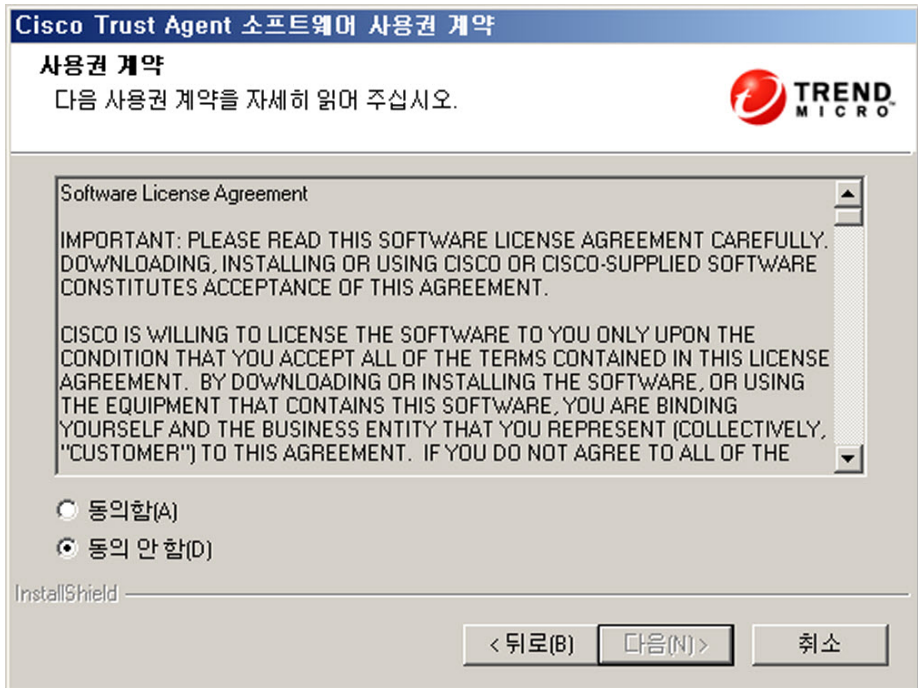 Cisco Trust Agent 소프트웨어 사용권 계약
사용권 계약
다음 사용권 계약을 자세히 읽어 주십시오.
TREND
MICRO
Software License Agreement
IMPORTANT: PLEASE READ THIS SOFTWARE LICENSE AGREEMENT CAREFULLY.
DOWNLOADING, INSTALLING OR USING CISCO OR CISCO-SUPPLIED SOFTWARE
CONSTITUTES ACCEPTANCE OF THIS AGREEMENT.
CISCO IS WILLING TO LICENSE THE SOFTWARE TO YOU ONLY UPON THE
CONDITION THAT YOU ACCEPT ALL OF THE TERMS CONTAINED IN THIS LICENSE
AGREEMENT. BY DOWNLOADING OR INSTALLING THE SOFTWARE, OR USING
THE EQUIPMENT THAT CONTAINS THIS SOFTWARE, YOU ARE BINDING
YOURSELF AND THE BUSINESS ENTITY THAT YOU REPRESENT (COLLECTIVELY,
"CUSTOMER") TO THIS AGREEMENT. IF YOU DO NOT AGREE TO ALL OF THE
동의함(A)
동의 안 함(D)
InstallShield
< 뒤로(B) 다음(N) > 취소